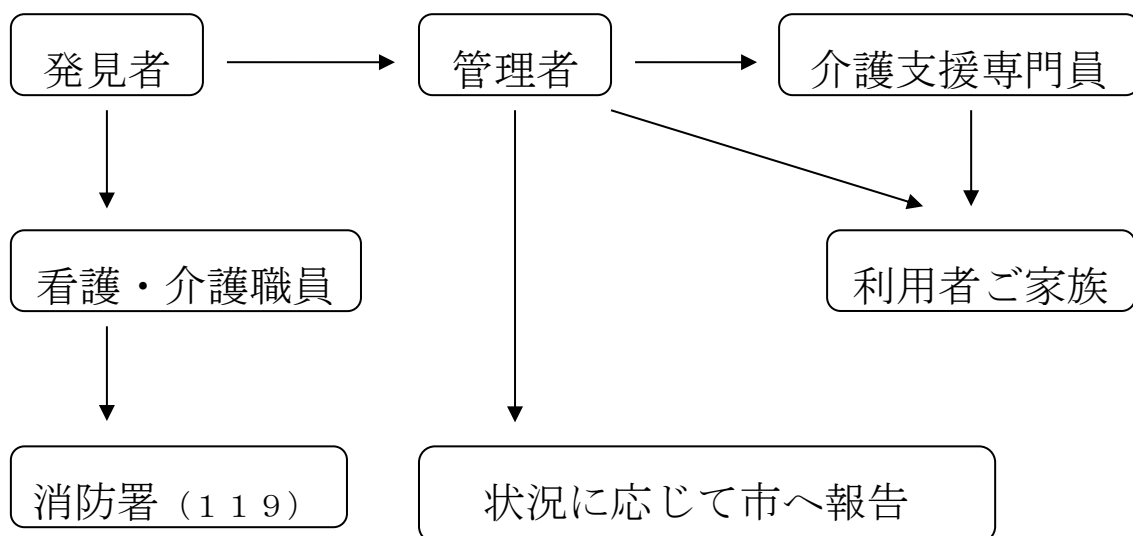 発見者
管理者
介護支援専門員
看護・介護職員
利用者ご家族
消防署（１１９）
状況に応じて市へ報告